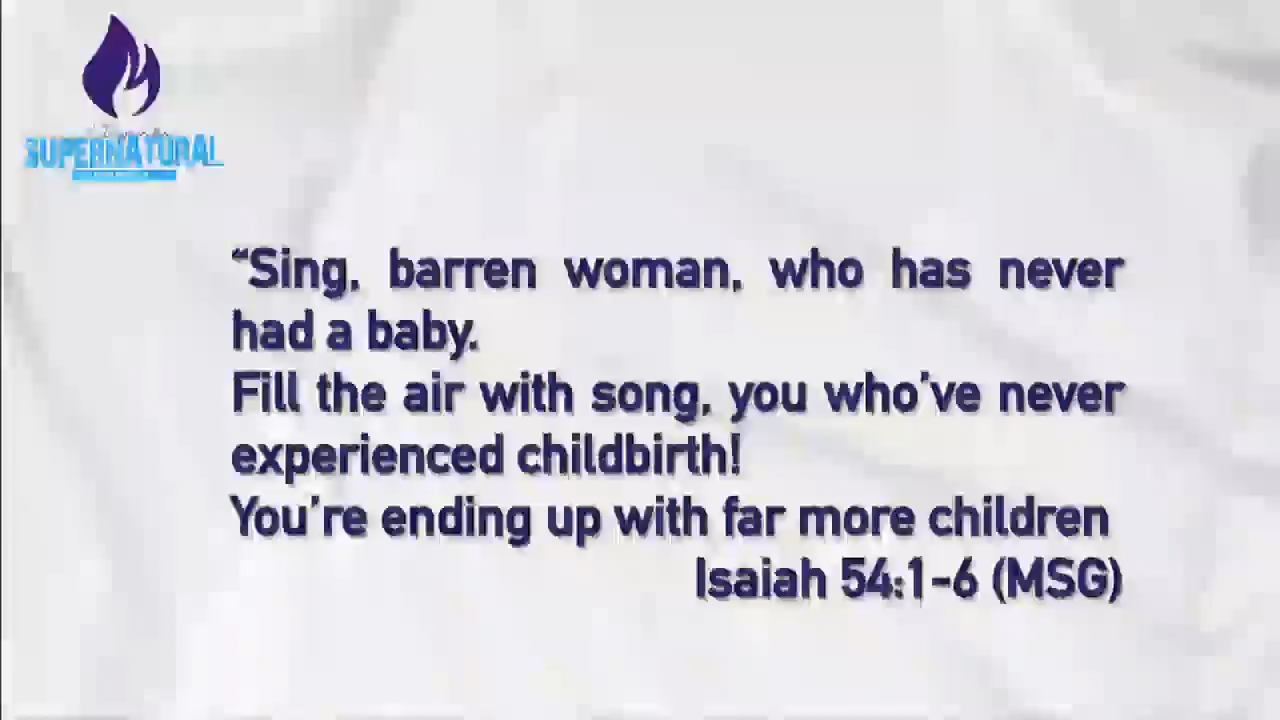 SUPERNATURAL
“Sing, barren woman, who has never
had a baby.
Fill the air with song, you who’ve never
experienced childbirth!
You’re ending up with far more children
Isaiah 54:1-6 (MSG)